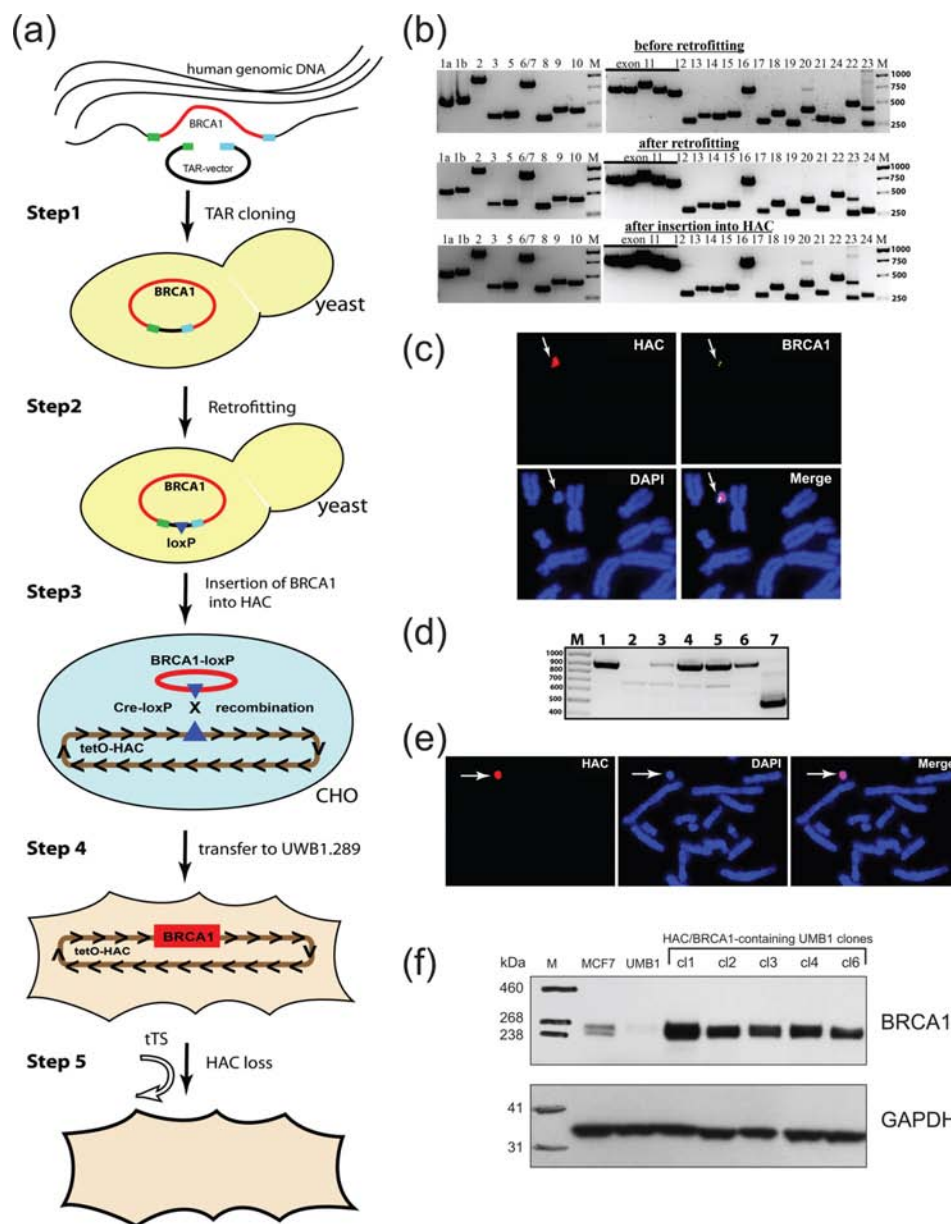 (a)
human genomic DNA
BRCA1
TAR-vector
Step1
TAR cloning
BRCA1
yeast
Step2
Retrofitting
BRCA1
yeast
loxP
Step3
Insertion of BRCA1
into HAC
BRCA1-loxP
Cre-loxP X recombination
tetO-HAC
CHO
Step 4
transfer to UWB1.289
BRCA1
tetO-HAC
Step 5
tTS
HAC loss
(b)
before retrofitting
1a 1b 2 3 5 6/7 8 9 10 M exon 11 12 13 14 15 16 17 18 19 20 21 22 24 23 M
1000
750
500
250
after retrofitting
1a 1b 2 3 5 6/7 8 9 10 M exon 11 12 13 14 15 16 17 18 19 20 21 22 23 24 M
1000
750
500
250
after insertion into HAC
1a 1b 2 3 5 6/7 8 9 10 M exon 11 12 13 14 15 16 17 18 19 20 21 22 23 24 M
1000
750
500
250
(c)
HAC
BRCA1
DAPI
Merge
(d)
M 1 2 3 4 5 6 7
1000
900
800
700
600
500
400
(e)
HAC
DAPI
Merge
(f)
HAC/BRCA1-containing UMB1 clones
kDa M MCF7 UMB1 cl1 cl2 cl3 cl4 cl6
460
268
238
BRCA1
41
31
GAPDH